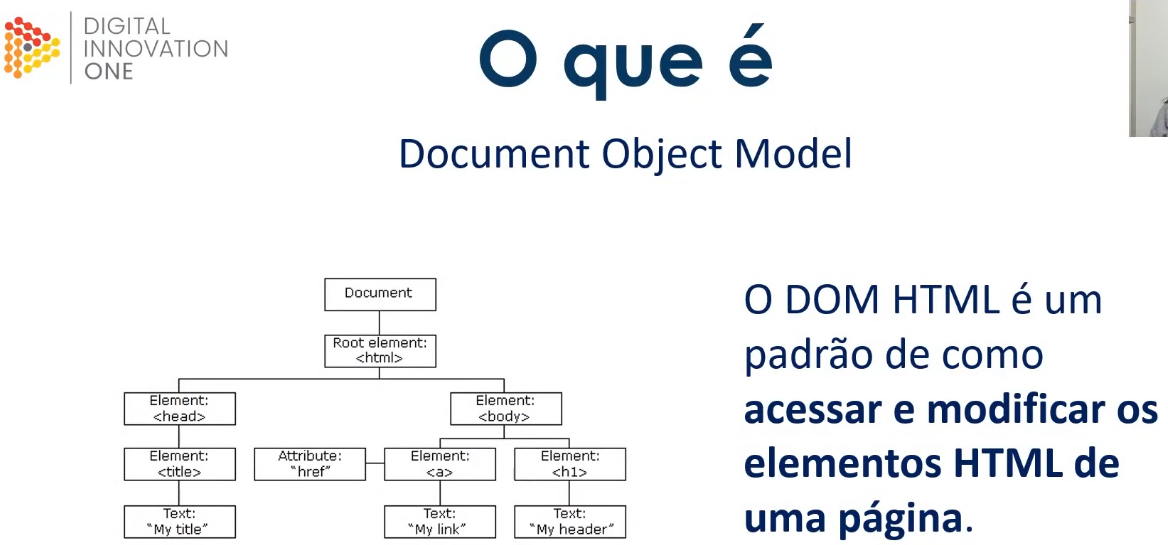 DIGITAL
INNOVATION
ONE
O que é
Document Object Model
Document
Root element:
<html>
Element:
<head>
Element:
<body>
Element:
<title>
Attribute:
“href”
Element:
<a>
Element:
<h1>
Text:
“My title”
Text:
“My link”
Text:
“My header”
O DOM HTML é um
padrão de como
acessar e modificar os
elementos HTML de
uma página.